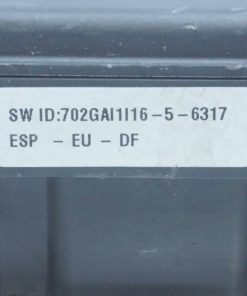 SW ID:702GAI1I16-5-6317
ESP - EU - DF